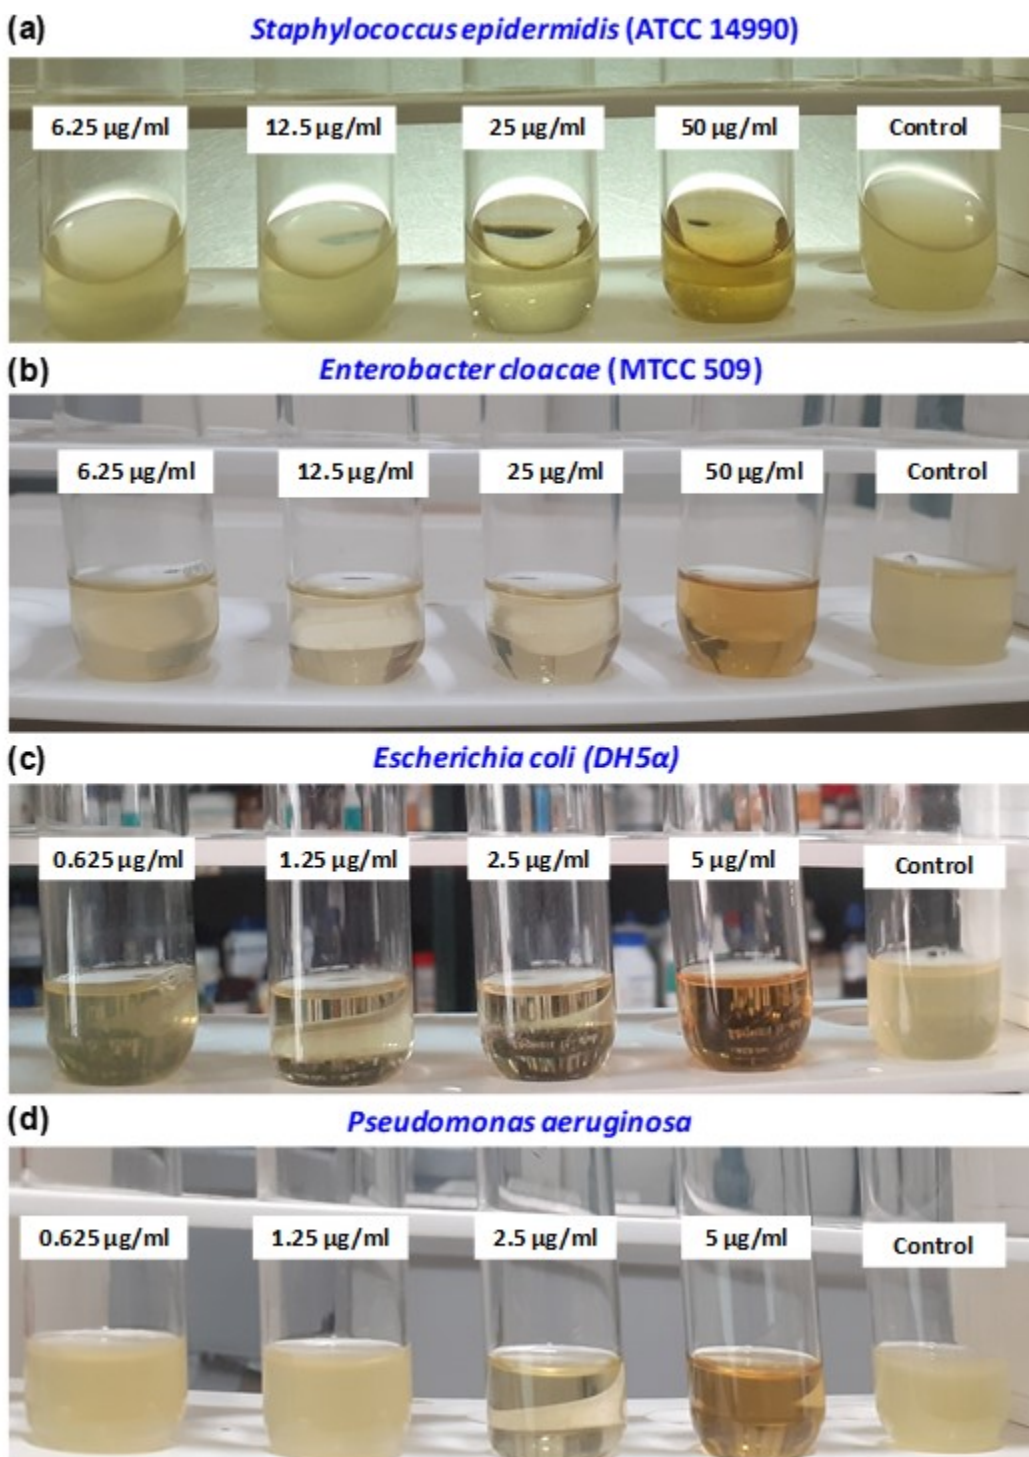 (a) Staphylococcus epidermidis (ATCC 14990)
6.25 µg/ml 12.5 µg/ml 25 µg/ml 50 µg/ml Control
(b) Enterobacter cloacae (MTCC 509)
6.25 µg/ml 12.5 µg/ml 25 µg/ml 50 µg/ml Control
(c) Escherichia coli (DH5α)
0.625 µg/ml 1.25 µg/ml 2.5 µg/ml 5 µg/ml Control
(d) Pseudomonas aeruginosa
0.625 µg/ml 1.25 µg/ml 2.5 µg/ml 5 µg/ml Control